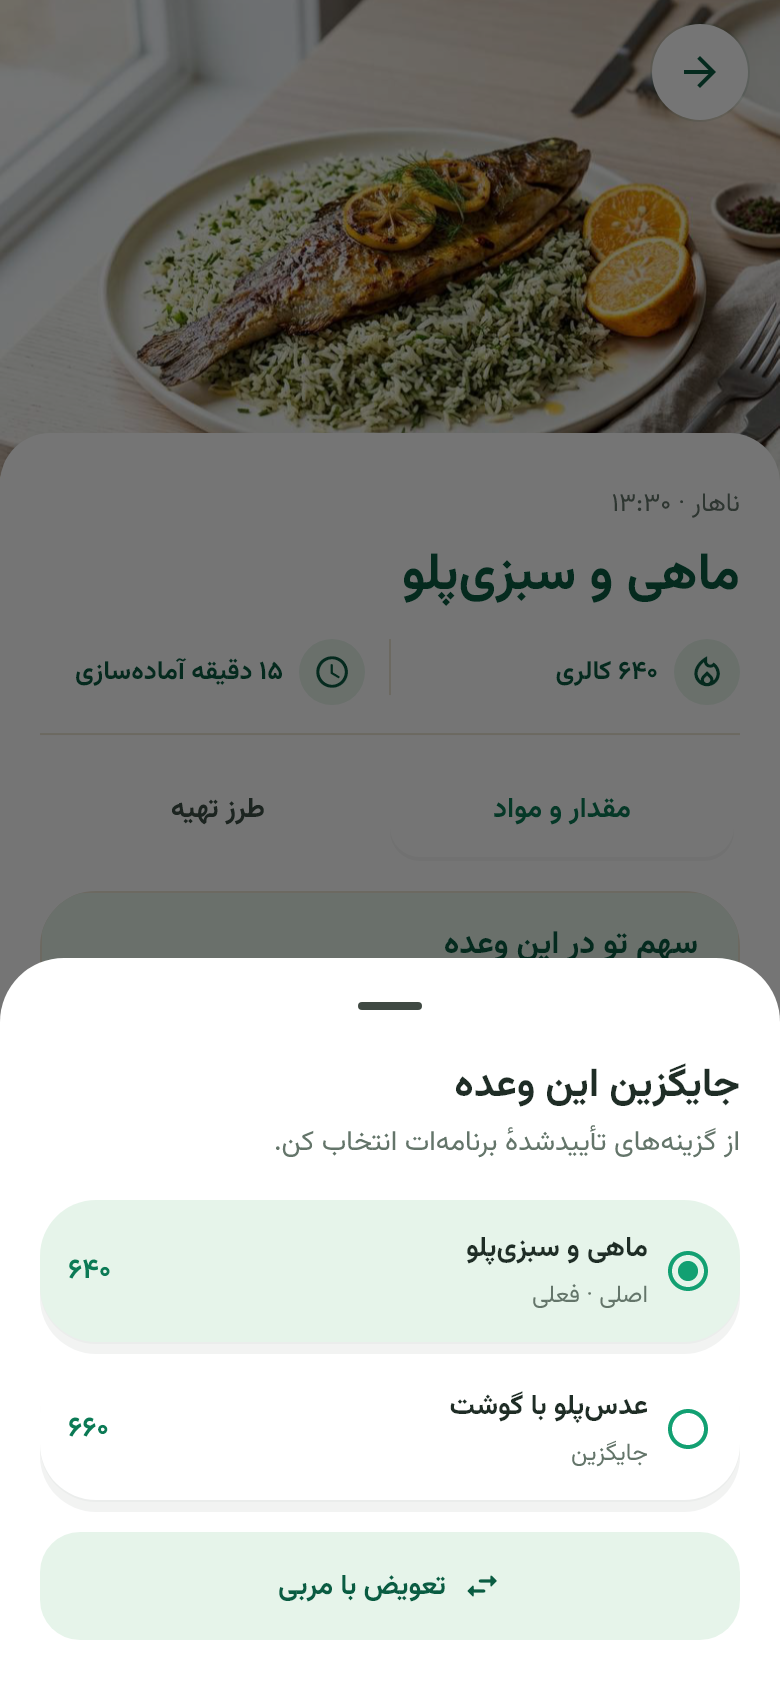 ناهار · ۱۳:۳۰
ماهی و سبزی‌پلو
۶۴۰ کالری
۱۵ دقیقه آماده‌سازی
مقدار و مواد
طرز تهیه
سهم تو در این وعده
جایگزین این وعده
از گزینه‌های تأییدشدهٔ برنامه‌ات انتخاب کن.
ماهی و سبزی‌پلو
۶۴۰
اصلی · فعلی
عدس‌پلو با گوشت
۶۶۰
جایگزین
تعویض با مربی